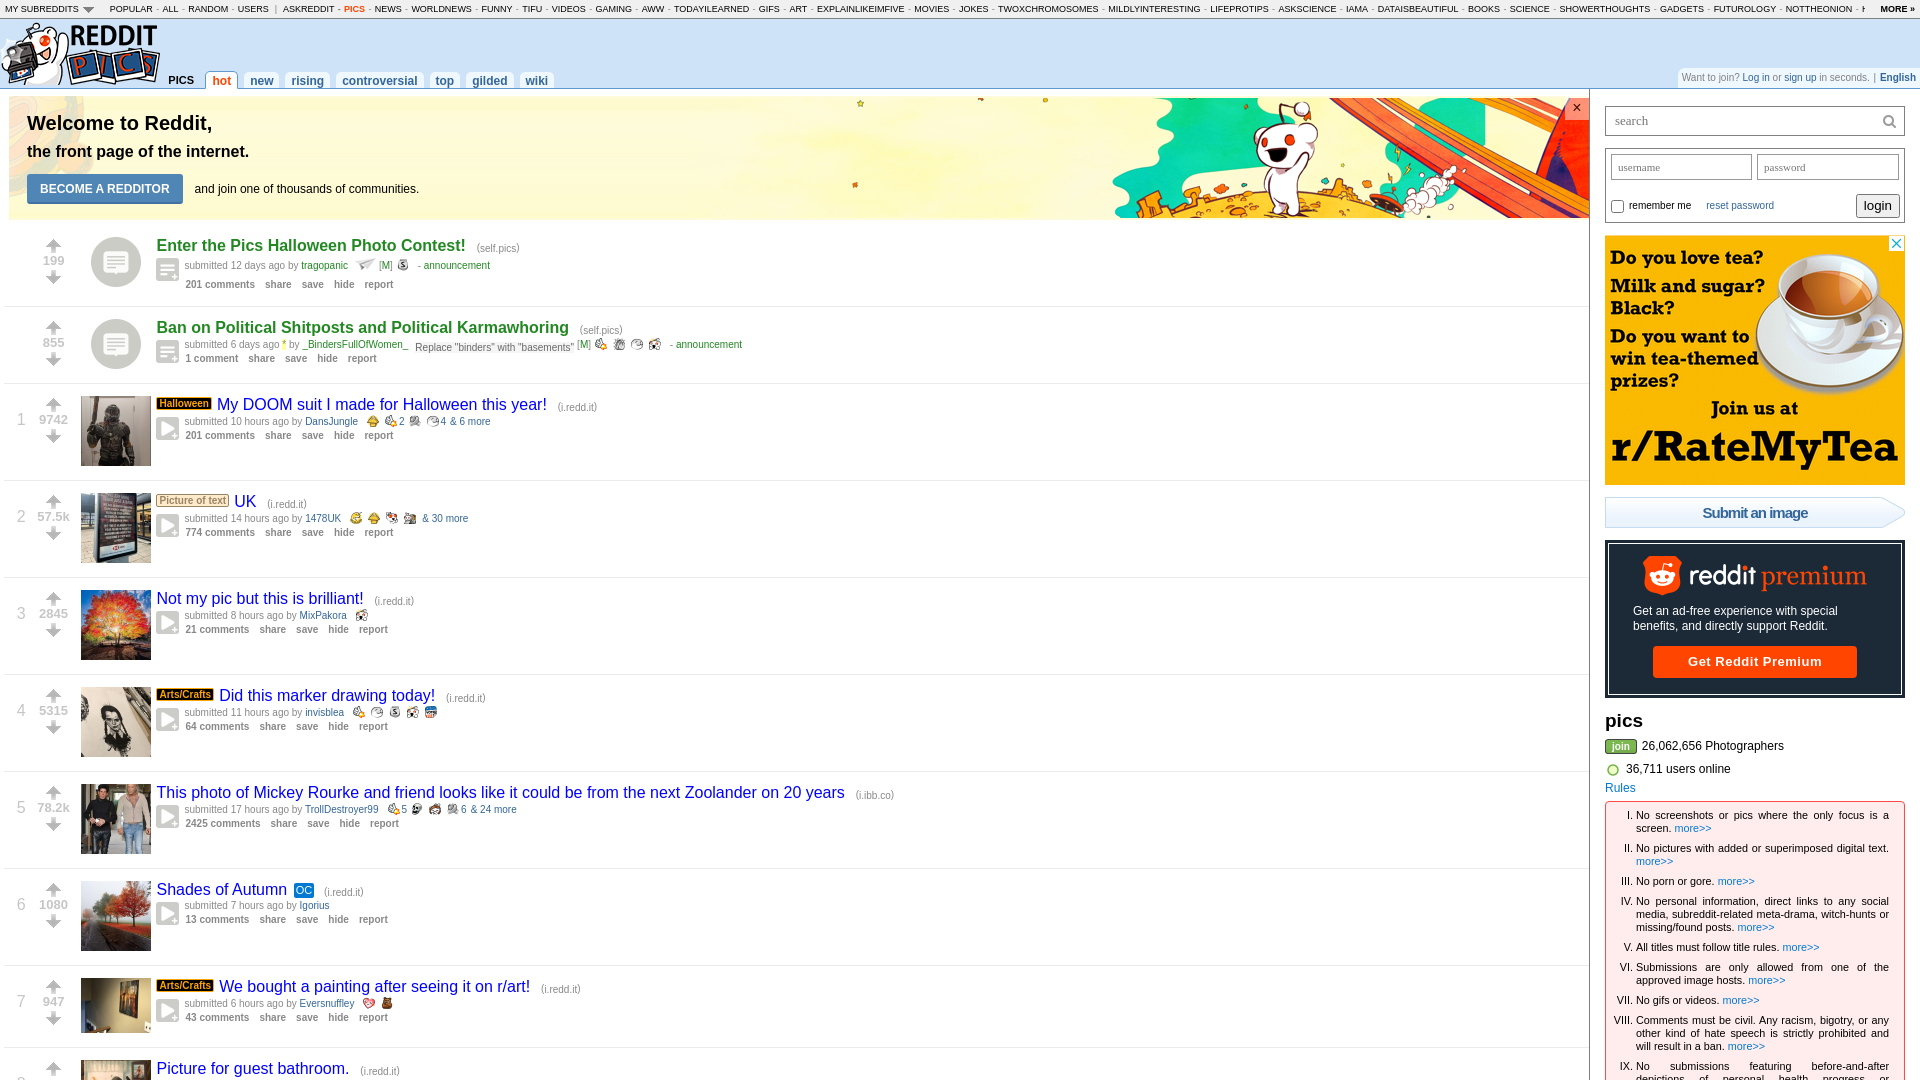 MY SUBREDDITS POPULAR - ALL - RANDOM - USERS | ASKREDDIT - PICS - NEWS - WORLDNEWS - FUNNY - TIFU - VIDEOS - GAMING - AWW - TODAYILEARNED - GIFS - ART - EXPLAINLIKEIMFIVE - MOVIES - JOKES - TWOXCHROMOSOMES - MILDLYINTERESTING - LIFEPROTIPS - ASKSCIENCE - IAMA - DATAISBEAUTIFUL - BOOKS - SCIENCE - SHOWERTHOUGHTS - GADGETS - FUTUROLOGY - NOTTHEONION - MORE »
REDDIT
PICS
PICS hot new rising controversial top gilded wiki
Want to join? Log in or sign up in seconds. | English
Welcome to Reddit,
the front page of the internet.
BECOME A REDDITOR and join one of thousands of communities.
×
199
Enter the Pics Halloween Photo Contest! (self.pics)
submitted 12 days ago by tragopanic [M] - announcement
201 comments share save hide report
855
Ban on Political Shitposts and Political Karmawhoring (self.pics)
submitted 6 days ago * by _BindersFullOfWomen_ Replace "binders" with "basements" [M] - announcement
1 comment share save hide report
1
9742
Halloween My DOOM suit I made for Halloween this year! (i.redd.it)
submitted 10 hours ago by DansJungle 2 4 & 6 more
201 comments share save hide report
2
57.5k
Picture of text UK (i.redd.it)
submitted 14 hours ago by 1478UK & 30 more
774 comments share save hide report
3
2845
Not my pic but this is brilliant! (i.redd.it)
submitted 8 hours ago by MixPakora
21 comments share save hide report
4
5315
Arts/Crafts Did this marker drawing today! (i.redd.it)
submitted 11 hours ago by invisblea
64 comments share save hide report
5
78.2k
This photo of Mickey Rourke and friend looks like it could be from the next Zoolander on 20 years (i.ibb.co)
submitted 17 hours ago by TrollDestroyer99 5 6 & 24 more
2425 comments share save hide report
6
1080
Shades of Autumn OC (i.redd.it)
submitted 7 hours ago by Igorius
13 comments share save hide report
7
947
Arts/Crafts We bought a painting after seeing it on r/art! (i.redd.it)
submitted 6 hours ago by Eversnuffley
43 comments share save hide report
Picture for guest bathroom. (i.redd.it)
search
username password
remember me reset password login
Do you love tea?
Milk and sugar?
Black?
Do you want to
win tea-themed
prizes?
Join us at
r/RateMyTea
Submit an image
reddit premium
Get an ad-free experience with special
benefits, and directly support Reddit.
Get Reddit Premium
pics
join 26,062,656 Photographers
36,711 users online
Rules
I. No screenshots or pics where the only focus is a
screen. more>>
II. No pictures with added or superimposed digital text.
more>>
III. No porn or gore. more>>
IV. No personal information, direct links to any social
media, subreddit-related meta-drama, witch-hunts or
missing/found posts. more>>
V. All titles must follow title rules. more>>
VI. Submissions are only allowed from one of the
approved image hosts. more>>
VII. No gifs or videos. more>>
VIII. Comments must be civil. Any racism, bigotry, or any
other kind of hate speech is strictly prohibited and
will result in a ban. more>>
IX. No submissions featuring before-and-after
depictions of personal health progress or